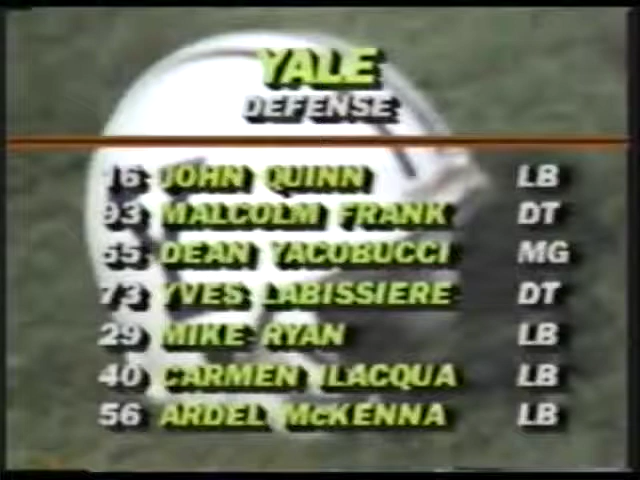 YALE
DEFENSE
16 JOHN QUINN LB
93 MALCOLM FRANK DT
55 DEAN YACOBUCCI MG
73 YVES LABISSIERE DT
29 MIKE RYAN LB
40 CARMEN ILACQUA LB
56 ARDEL McKENNA LB